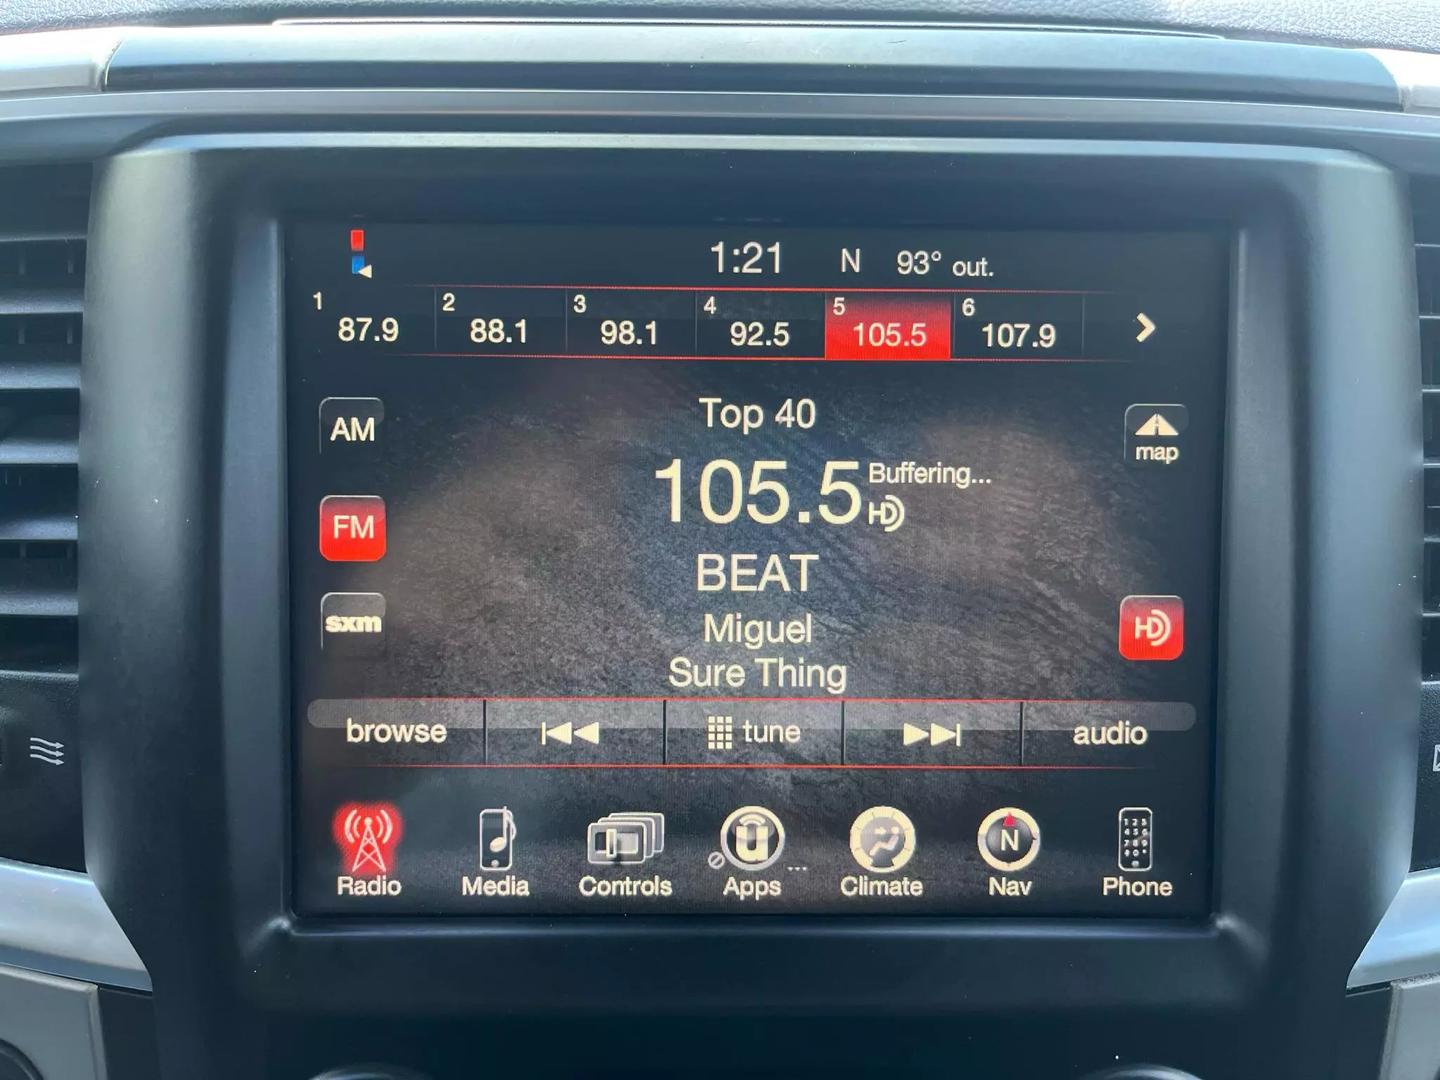 1:21 N 93° out.
1 87.9 2 88.1 3 98.1 4 92.5 5 105.5 6 107.9
Top 40
AM
map
105.5 Buffering...
HD
FM
BEAT
Miguel
sxm
HD
Sure Thing
browse tune audio
N
Radio Media Controls Apps ... Climate Nav Phone